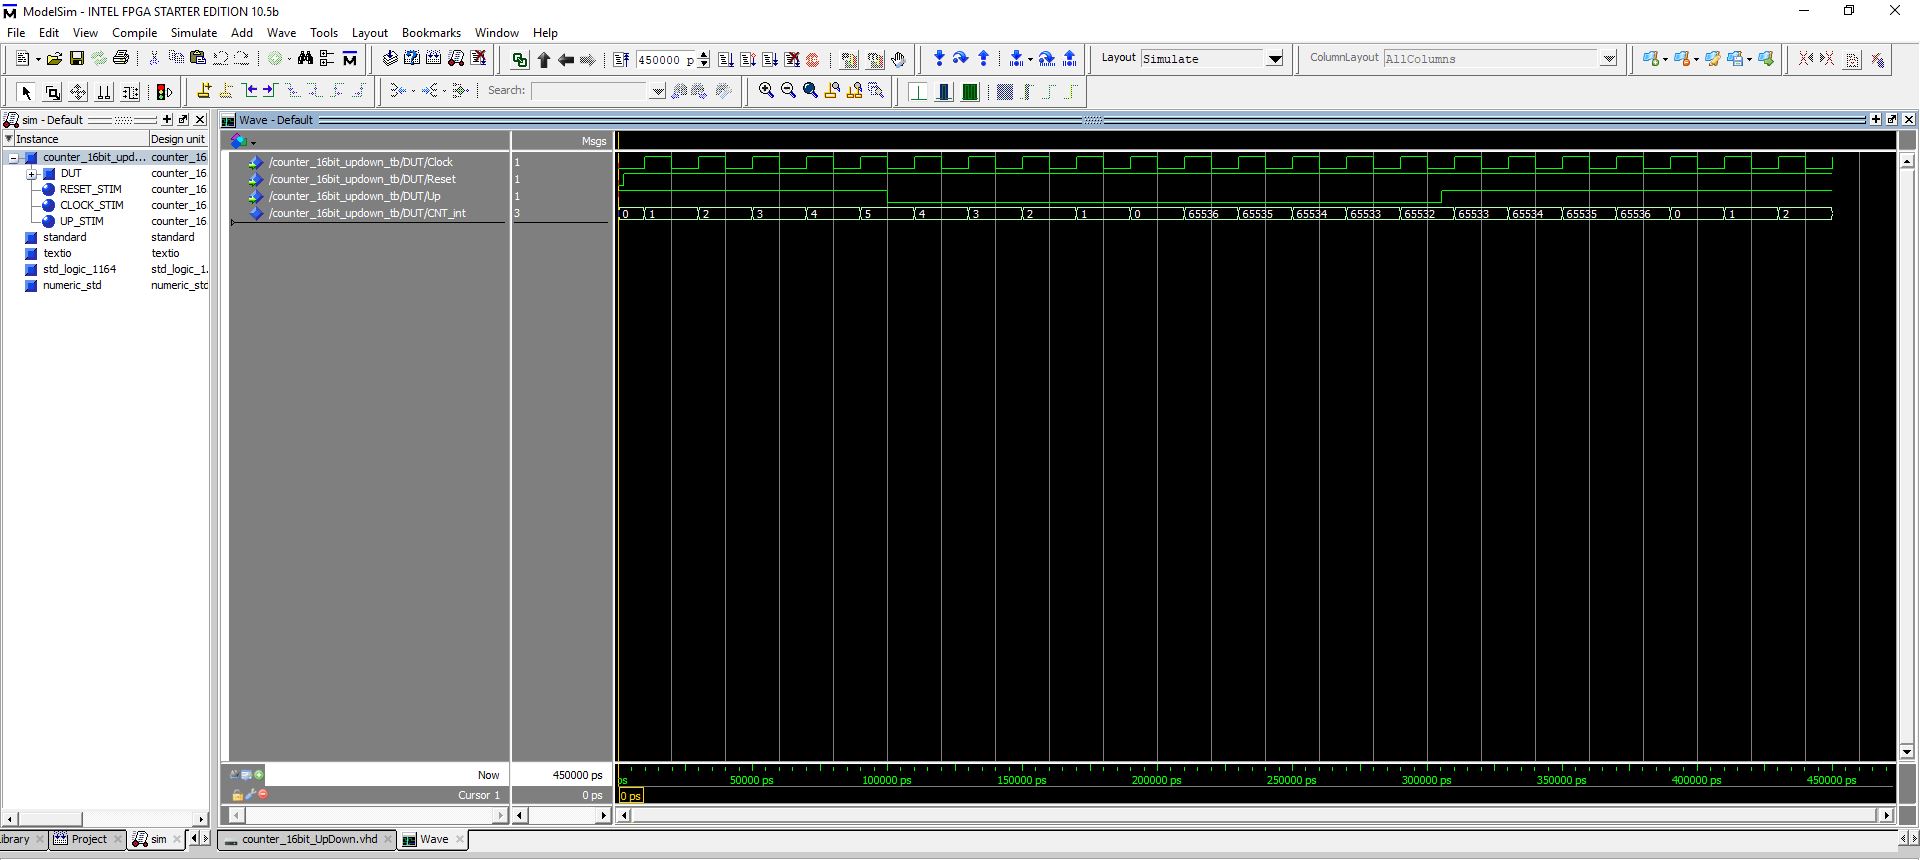 ModelSim - INTEL FPGA STARTER EDITION 10.5b
File Edit View Compile Simulate Add Wave Tools Layout Bookmarks Window Help
450000 p Layout Simulate ColumnLayout AllColumns
Search:
sim - Default
Wave - Default
Instance Design unit
Msgs
counter_16bit_upd... counter_16
DUT counter_16
RESET_STIM counter_16
CLOCK_STIM counter_16
UP_STIM counter_16
standard standard
textio textio
std_logic_1164 std_logic_1.
numeric_std numeric_std
/counter_16bit_updown_tb/DUT/Clock 1
/counter_16bit_updown_tb/DUT/Reset 1
/counter_16bit_updown_tb/DUT/Up 1
/counter_16bit_updown_tb/DUT/CNT_int 3
0 1 2 3 4 5 4 3 2 1 0 65536 65535 65534 65533 65532 65533 65534 65535 65536 0 1 2
Now 450000 ps
ps 50000 ps 100000 ps 150000 ps 200000 ps 250000 ps 300000 ps 350000 ps 400000 ps 450000 ps
Cursor 1 0 ps
0 ps
ibrary Project sim counter_16bit_UpDown.vhd Wave